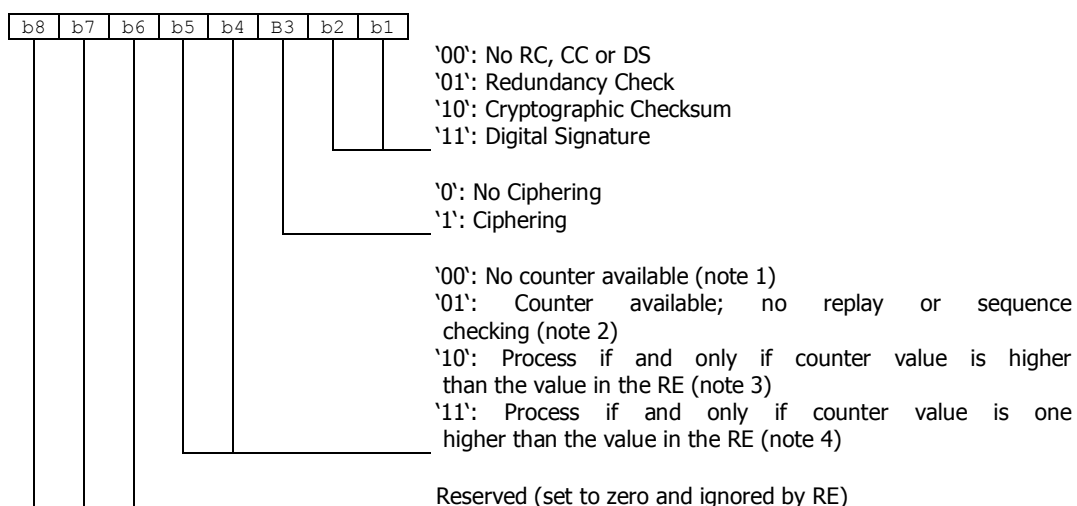 b8 b7 b6 b5 b4 B3 b2 b1
‘00‛: No RC, CC or DS
‘01‛: Redundancy Check
‘10‛: Cryptographic Checksum
‘11‛: Digital Signature
‘0‛: No Ciphering
‘1‛: Ciphering
‘00‛: No counter available (note 1)
‘01‛: Counter available; no replay or sequence
checking (note 2)
‘10‛: Process if and only if counter value is higher
than the value in the RE (note 3)
‘11‛: Process if and only if counter value is one
higher than the value in the RE (note 4)
Reserved (set to zero and ignored by RE)